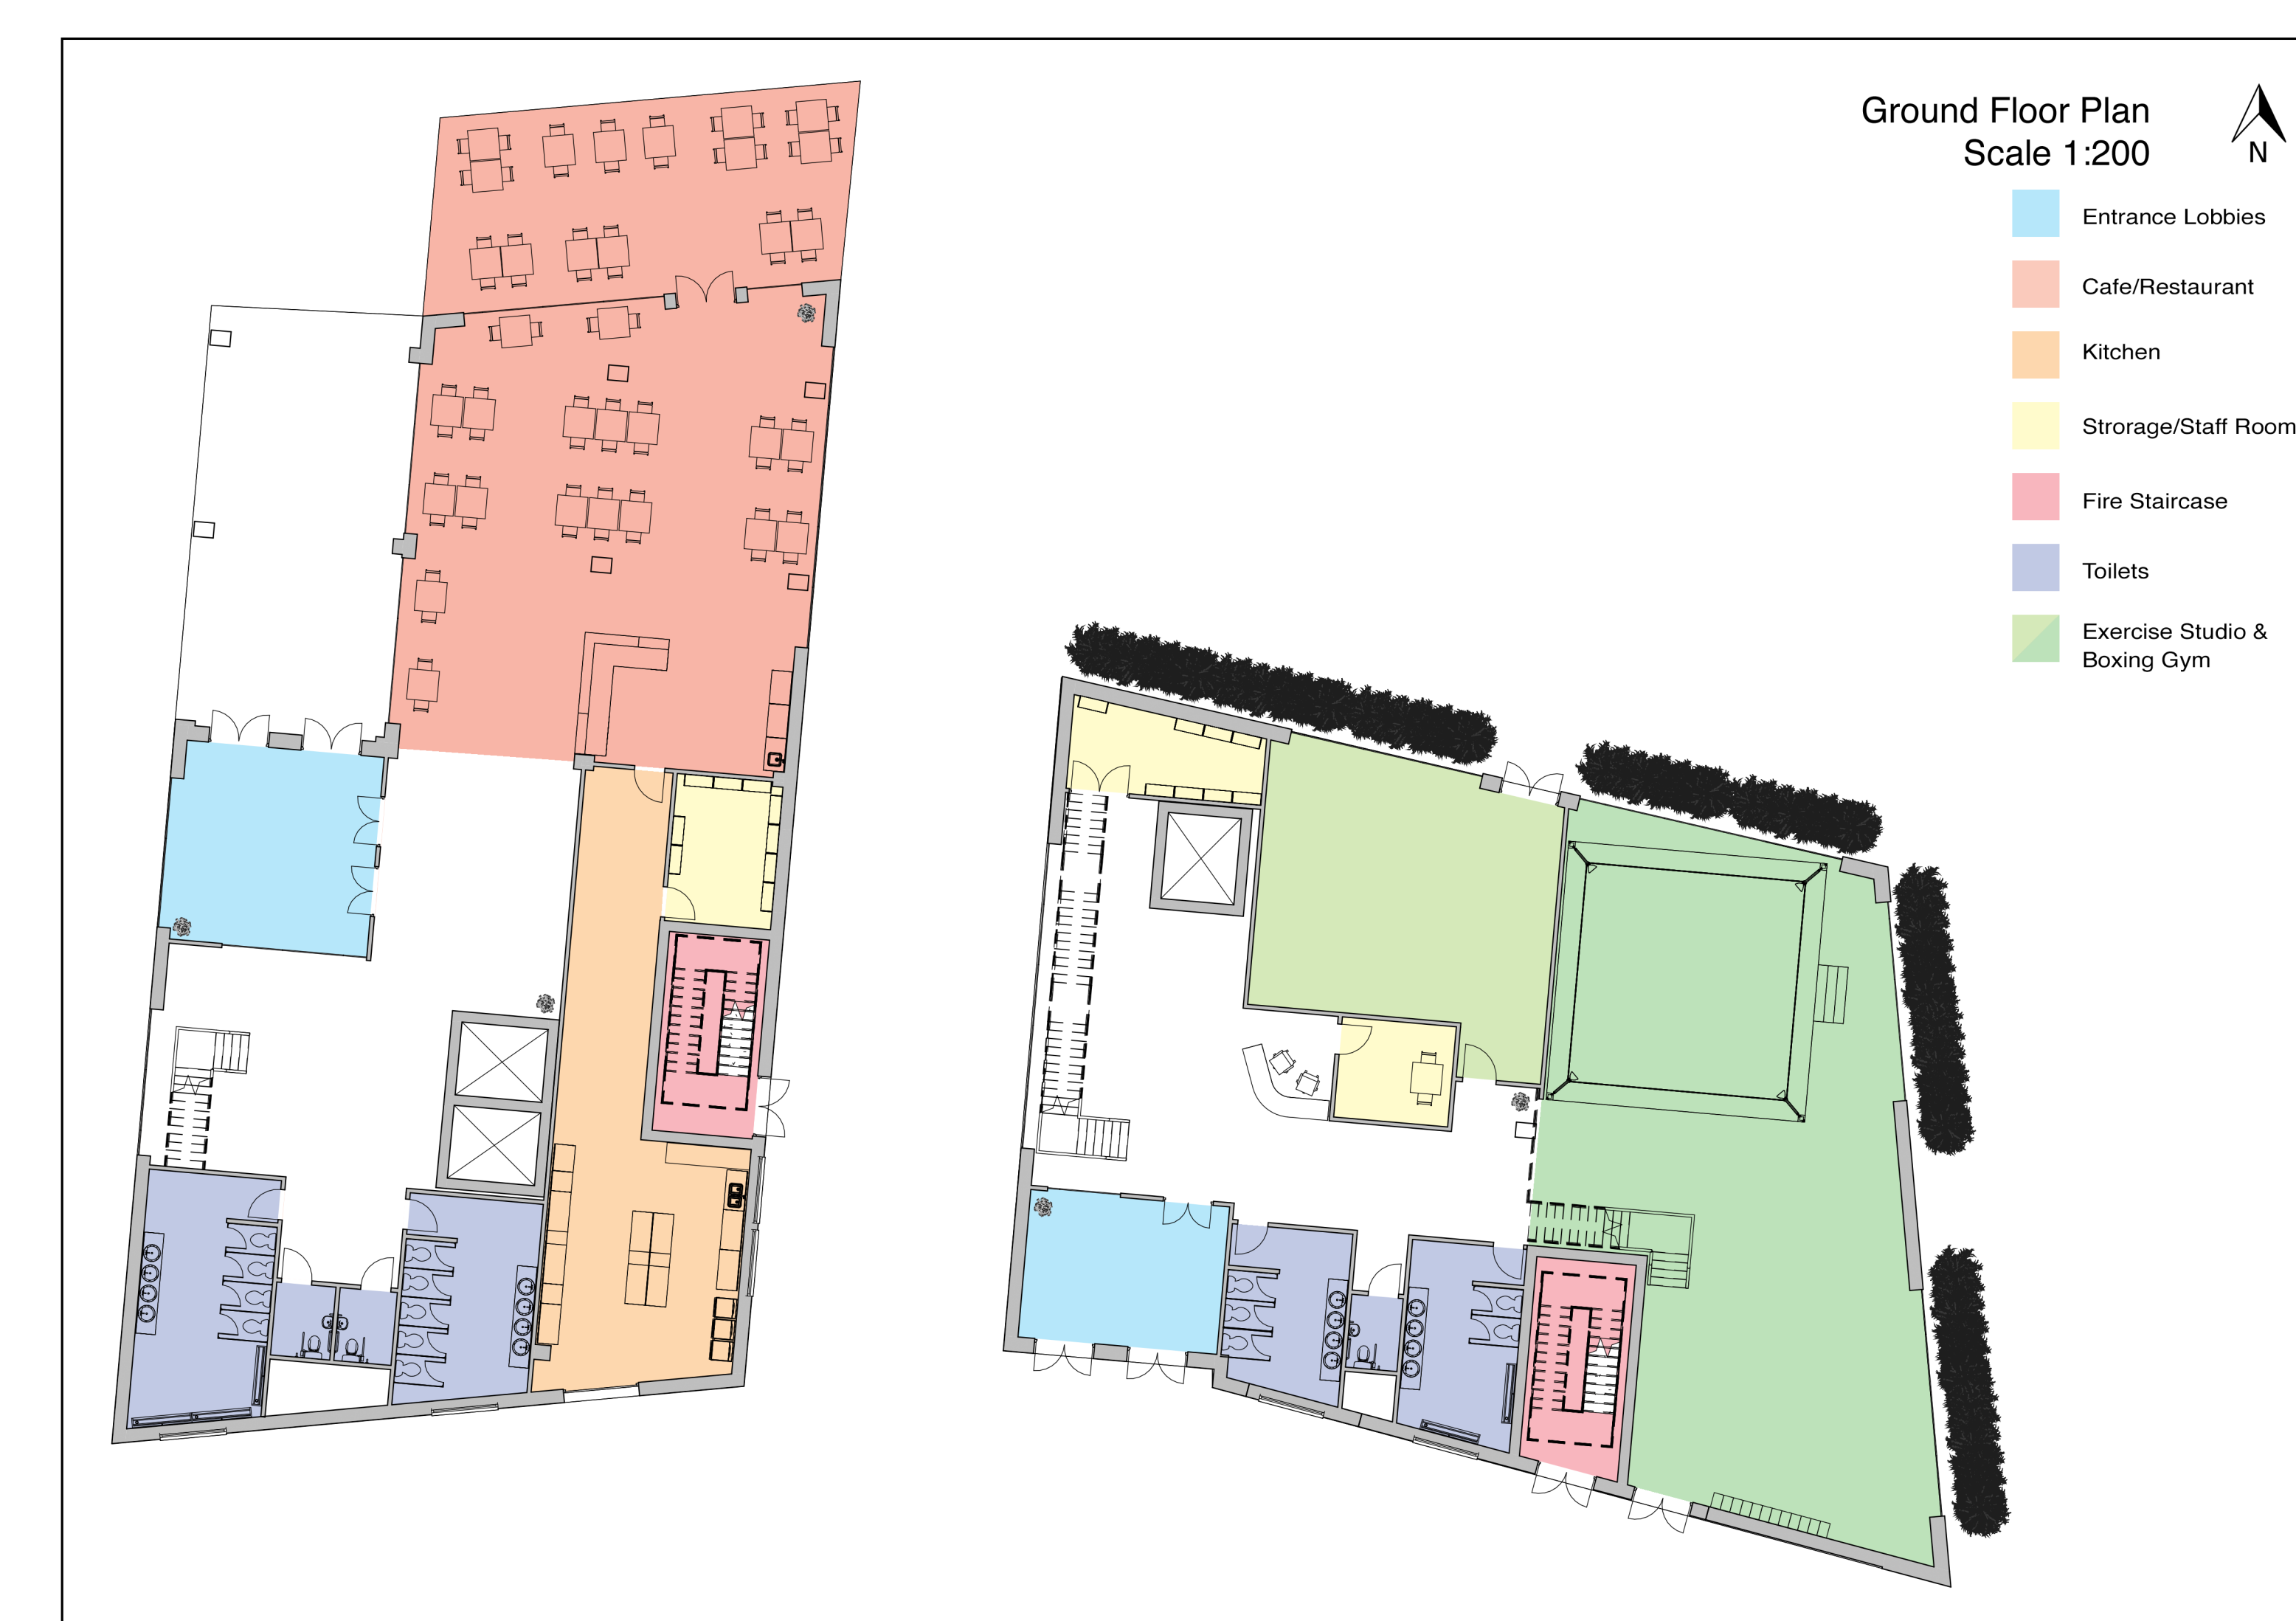 Ground Floor Plan
Scale 1:200
N
Entrance Lobbies
Cafe/Restaurant
Kitchen
Strorage/Staff Room
Fire Staircase
Toilets
Exercise Studio &
Boxing Gym